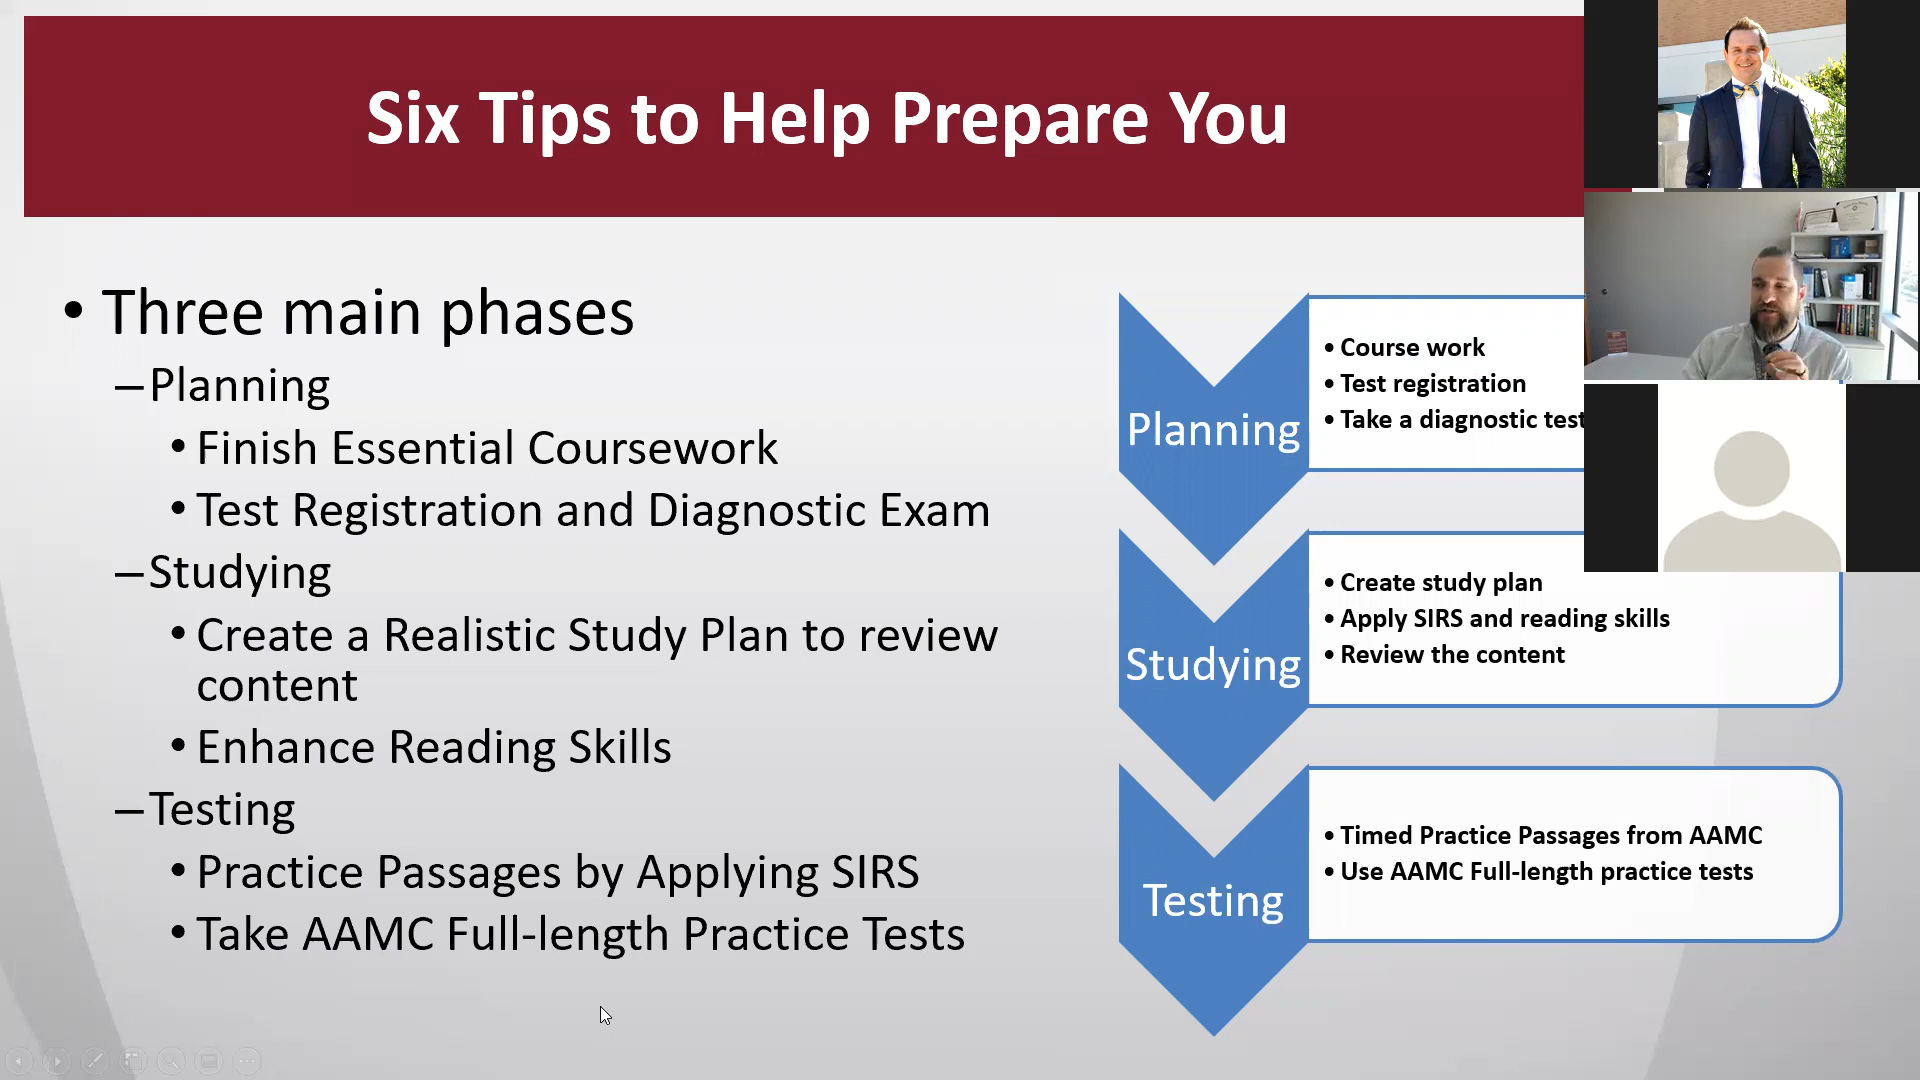 Six Tips to Help Prepare You
• Three main phases
–Planning
• Finish Essential Coursework
• Test Registration and Diagnostic Exam
–Studying
• Create a Realistic Study Plan to review
content
• Enhance Reading Skills
–Testing
• Practice Passages by Applying SIRS
• Take AAMC Full-length Practice Tests
Planning
• Course work
• Test registration
• Take a diagnostic test
Studying
• Create study plan
• Apply SIRS and reading skills
• Review the content
Testing
• Timed Practice Passages from AAMC
• Use AAMC Full-length practice tests